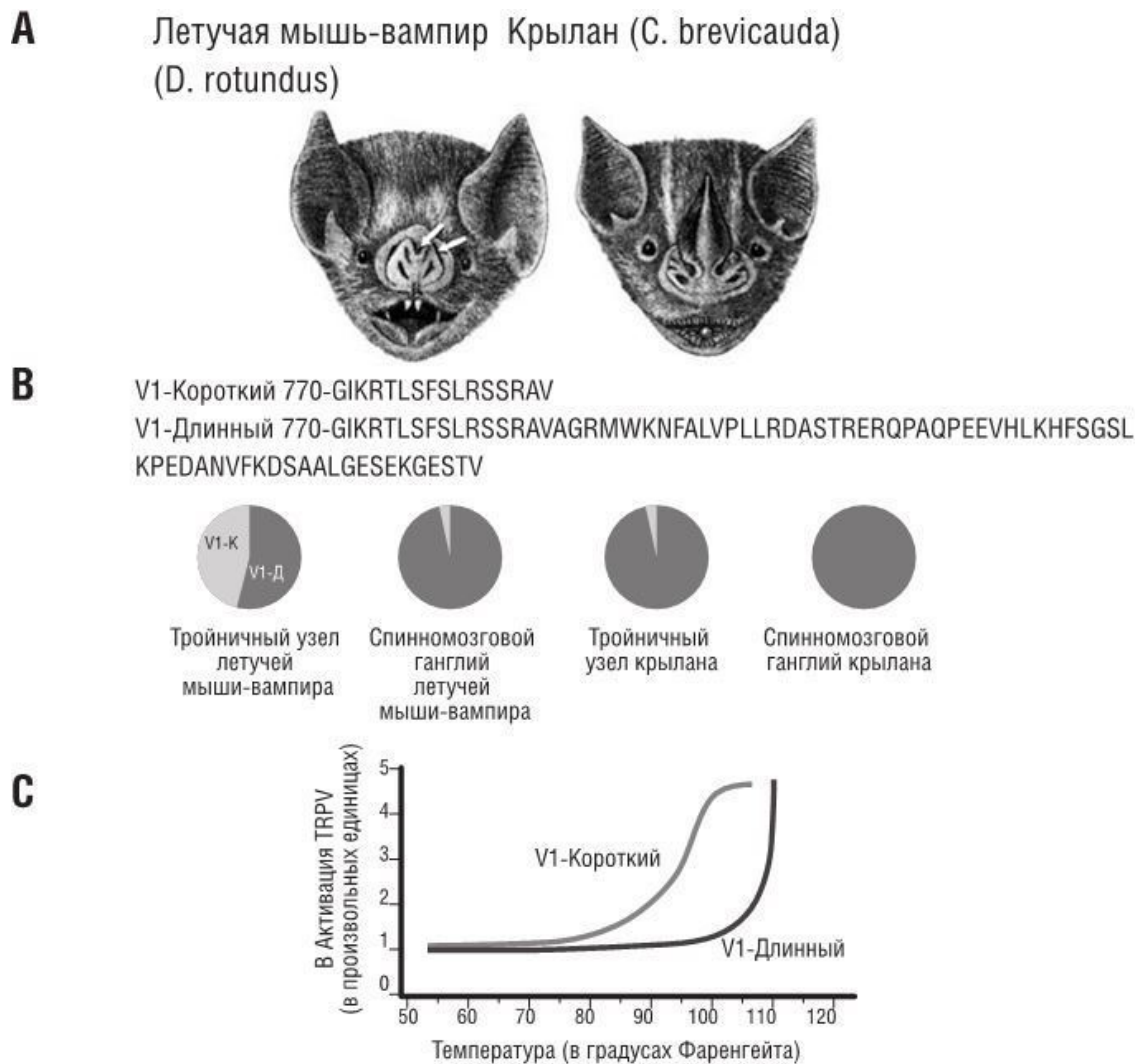 A
Летучая мышь-вампир Крылан (C. brevicauda)
(D. rotundus)
B
V1-Короткий 770-GIKRTLSFSLRSSRAV
V1-Длинный 770-GIKRTLSFSLRSSRAVAGRMWKNFALVPLLRDASTRERQPAQPEEVHLKHFSGSL
KPEDANVFKDSAALGESEKGESTV
V1-К
V1-Д
Тройничный узел
летучей
мыши-вампира
Спинномозговой
ганглий
летучей
мыши-вампира
Тройничный
узел крылана
Спинномозговой
ганглий крылана
C
В Активация TRPV
(в произвольных единицах)
5
4
3
2
1
0
V1-Короткий
V1-Длинный
50 60 70 80 90 100 110 120
Температура (в градусах Фаренгейта)